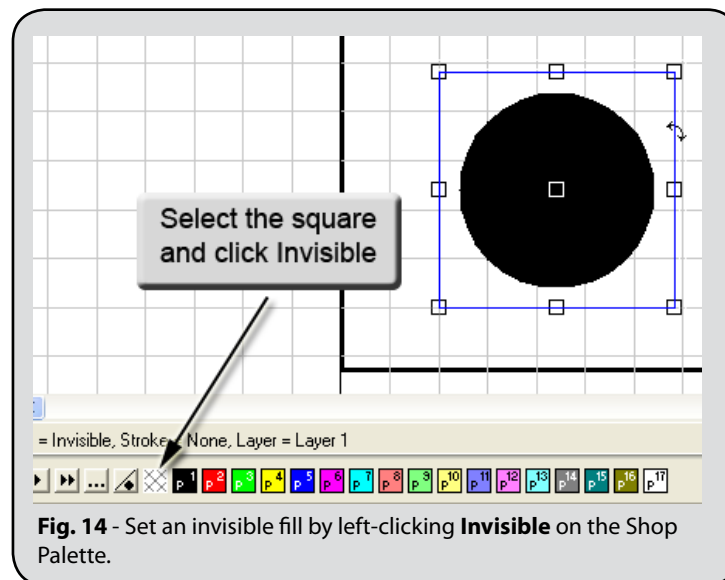 Select the square
and click Invisible
= Invisible, Stroke = None, Layer = Layer 1
... P1 P2 P3 P4 P5 P6 P7 P8 P9 P10 P11 P12 P13 P14 P15 P16 P17
Fig. 14 - Set an invisible fill by left-clicking Invisible on the Shop
Palette.